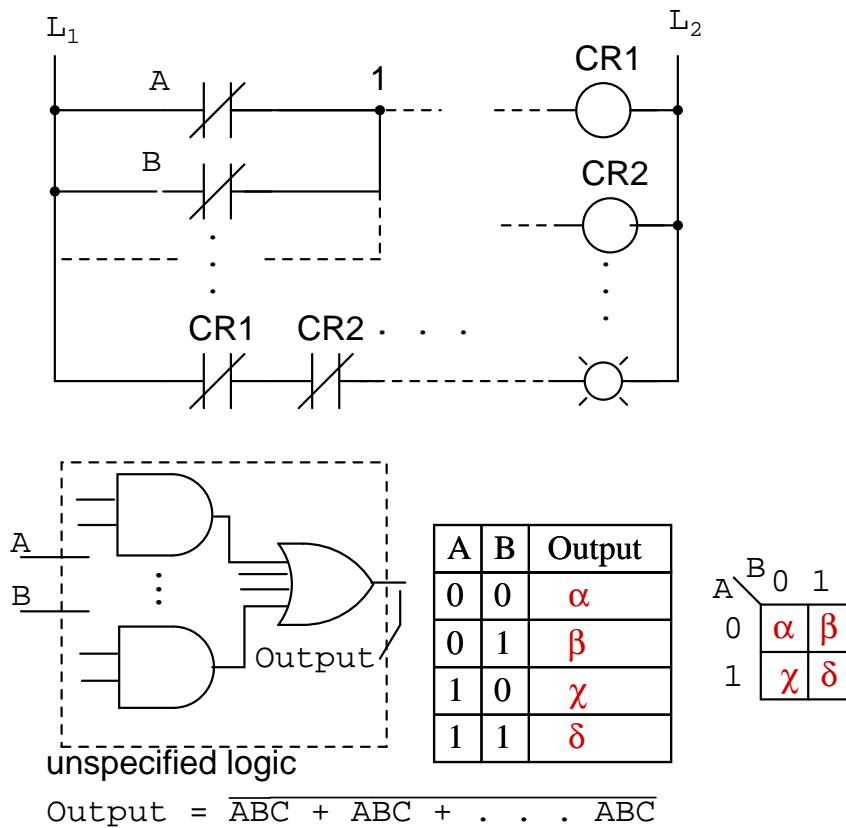 L₁ L₂
CR1
A 1
B
CR2
CR1 CR2 . . .
A
B
Output
unspecified logic
A B Output
0 0 α
0 1 β
1 0 χ
1 1 δ
B 0 1
A
0 α β
1 χ δ
Output = ABC + ABC + . . . ABC